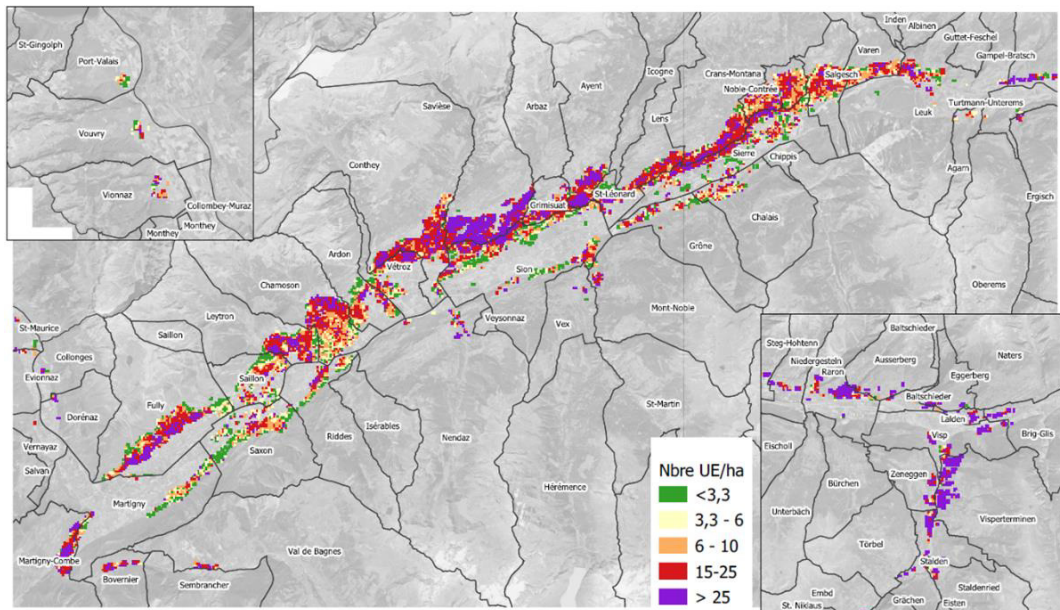 St-Gingolph
Port-Valais
Vouvry
Vionnaz
Collombey-Muraz
Monthey
Monthey
Inden
Albinen
Guttet-Feschel
Varen
Gampel-Bratsch
Icogne
Crans-Montana
Salgesch
Ayent
Noble-Contrée
Arbaz
Savièse
Lens
Leuk
Turtmann-Unterems
Conthey
Sierre
Chippis
Agarn
St-Léonard
Ergisch
Grimisuat
Chalais
Ardon
Grône
Vétroz
Sion
Oberems
Chamoson
Mont-Noble
Leytron
Veysonnaz
Vex
St-Maurice
Saillon
Collonges
Evionnaz
Saillon
Fully
Dorénaz
St-Martin
Isérables
Riddes
Nendaz
Vernayaz
Saxon
Salvan
Hérémence
Martigny
Val de Bagnes
Martigny-Combe
Bovernier
Sembrancher
Nbre UE/ha
<3,3
3,3 - 6
6 - 10
15-25
> 25
Baltschieder
Steg-Hohtenn
Naters
Niedergesteln
Ausserberg
Raron
Eggerberg
Baltschieder
Lalden
Visp
Eischoll
Brig-Glis
Zeneggen
Bürchen
Unterbäch
Visperterminen
Törbel
Stalden
Embd
Staldenried
St. Niklaus
Grächen
Eisten